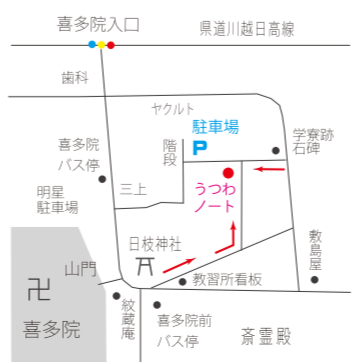 喜多院入口
県道川越日高線
歯科
ヤクルト
駐車場
P
階段
学寮跡
石碑
喜多院
バス停
明星
駐車場
三上
うつわ
ノート
日枝神社
敷島屋
山門
教習所看板
卍
喜多院
紋蔵庵
喜多院前
バス停
斎霊殿